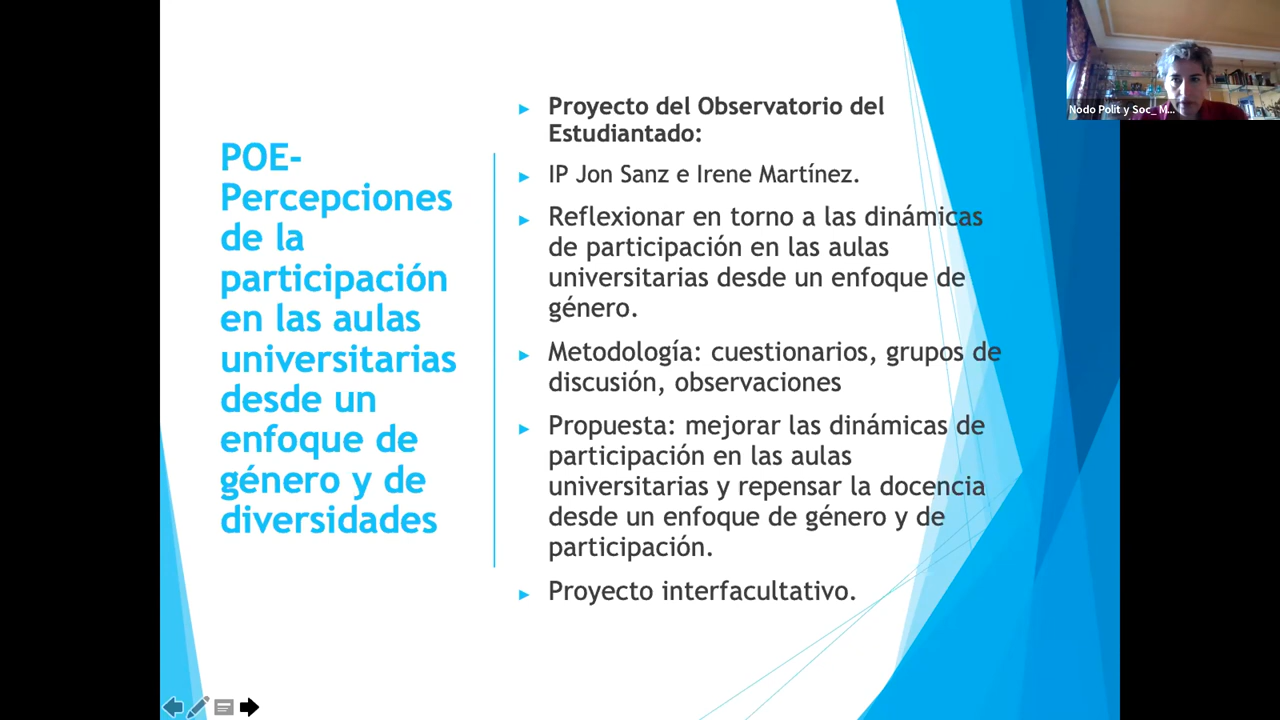 POE-
Percepciones
de la
participación
en las aulas
universitarias
desde un
enfoque de
género y de
diversidades
Proyecto del Observatorio del
Estudiantado:
IP Jon Sanz e Irene Martínez.
Reflexionar en torno a las dinámicas
de participación en las aulas
universitarias desde un enfoque de
género.
Metodología: cuestionarios, grupos de
discusión, observaciones
Propuesta: mejorar las dinámicas de
participación en las aulas
universitarias y repensar la docencia
desde un enfoque de género y de
participación.
Proyecto interfacultativo.
Nodo Polit y Soc_ M...